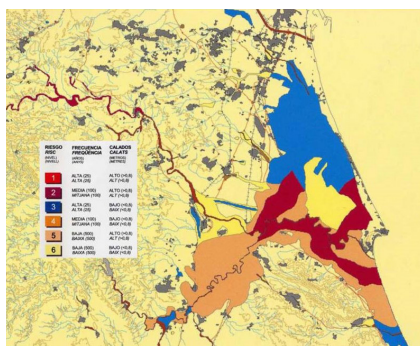 RIESGO FRECUENCIA CALADOS
RISC FREQÜÈNCIA CALATS
(NIVEL) (AÑOS) (METROS)
(NIVELL) (ANYS) (METRES)
1 ALTA (25) ALTO (>0,8)
ALTA (25) ALT (>0,8)
2 MEDIA (100) ALTO (>0,8)
MITJANA (100) ALT (>0,8)
3 ALTA (25) BAJO (<0,8)
ALTA (25) BAIX (<0,8)
4 MEDIA (100) BAJO (<0,8)
MITJANA (100) BAIX (<0,8)
5 BAJA (500) ALTO (>0,8)
BAIXA (500) ALT (>0,8)
6 BAJA (500) BAJO (<0,8)
BAIXA (500) BAIX (<0,8)